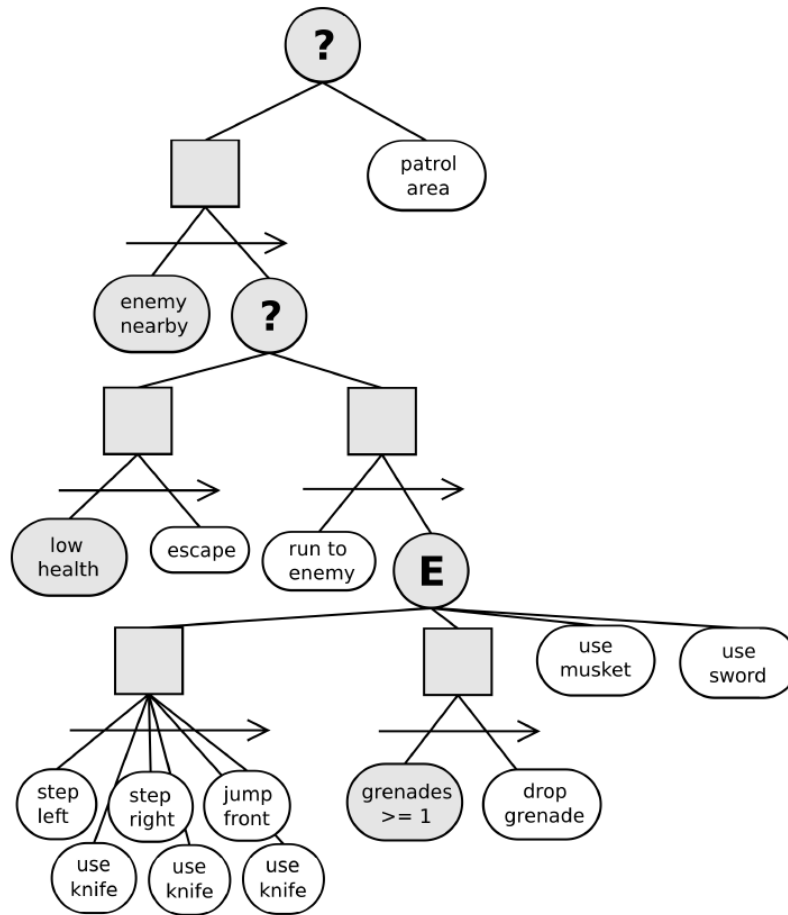 ?
patrol
area
enemy
nearby
?
low
health
escape
run to
enemy
E
use
musket
use
sword
step
left
step
right
jump
front
grenades
>= 1
drop
grenade
use
knife
use
knife
use
knife